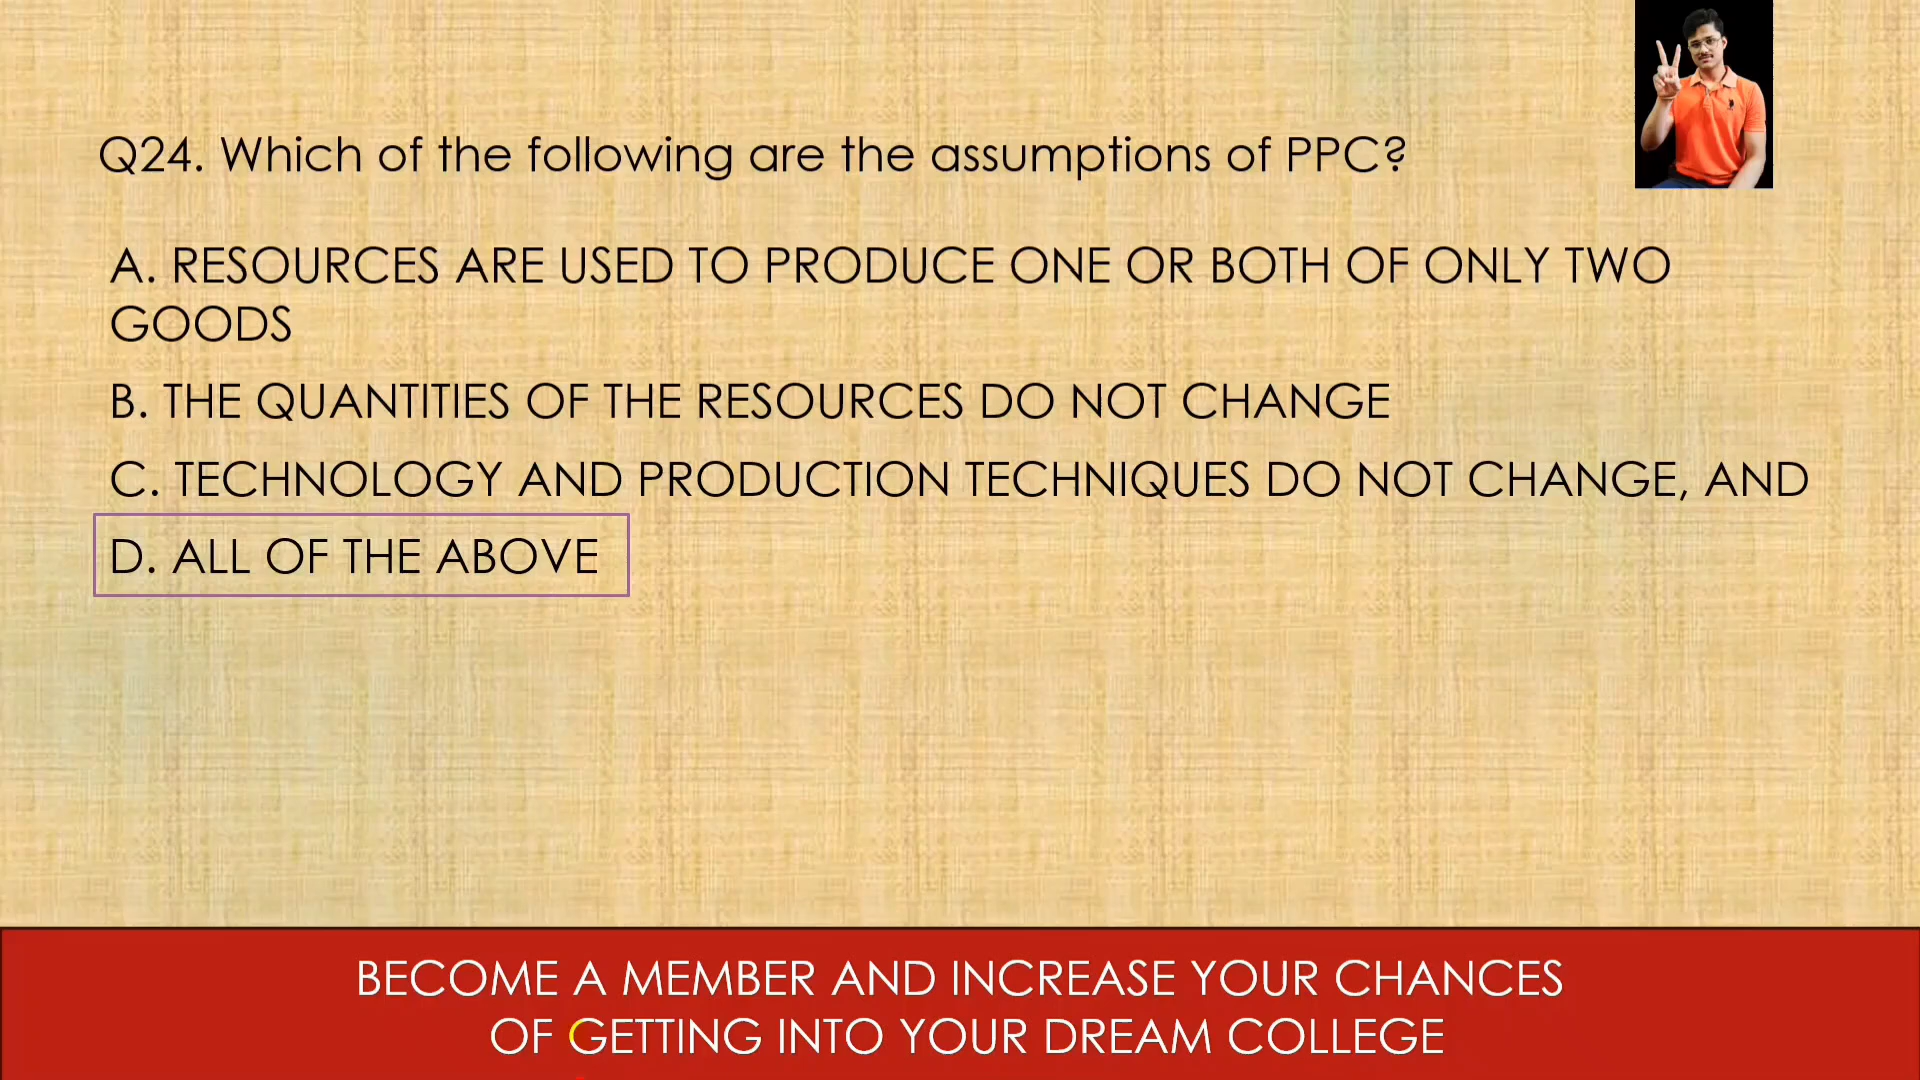 Q24. Which of the following are the assumptions of PPC?
A. RESOURCES ARE USED TO PRODUCE ONE OR BOTH OF ONLY TWO
GOODS
B. THE QUANTITIES OF THE RESOURCES DO NOT CHANGE
C. TECHNOLOGY AND PRODUCTION TECHNIQUES DO NOT CHANGE, AND
D. ALL OF THE ABOVE
BECOME A MEMBER AND INCREASE YOUR CHANCES
OF GETTING INTO YOUR DREAM COLLEGE